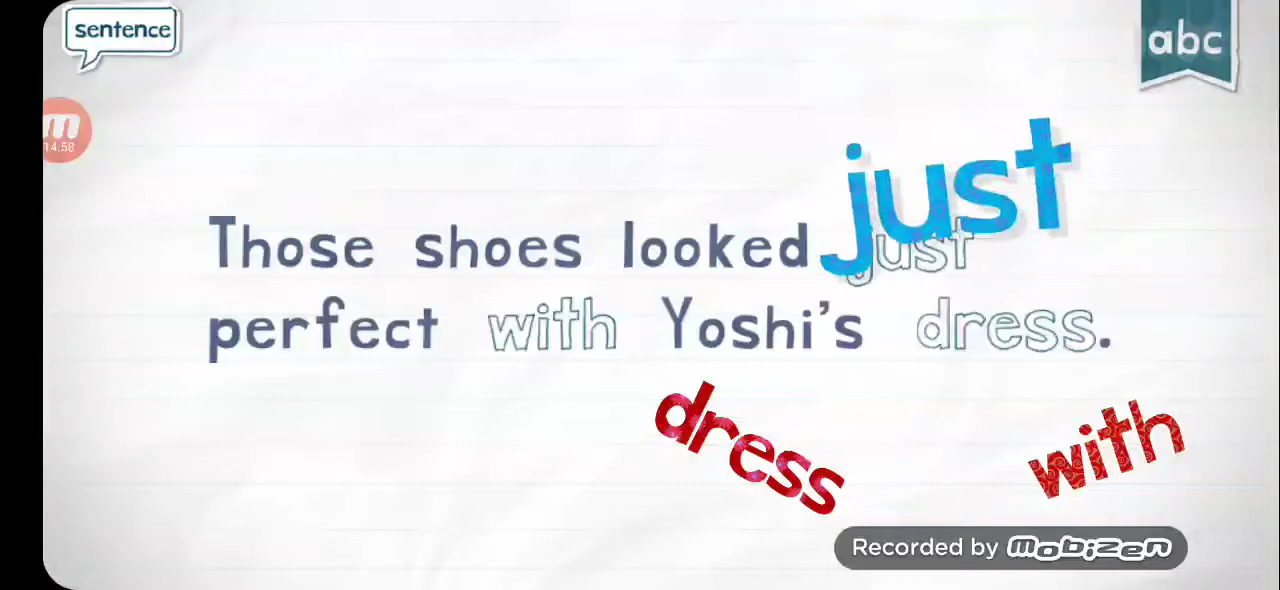 sentence
abc
m
14.58
just
Those shoes looked just
perfect with Yoshi's dress.
dress
with
Recorded by mobizen